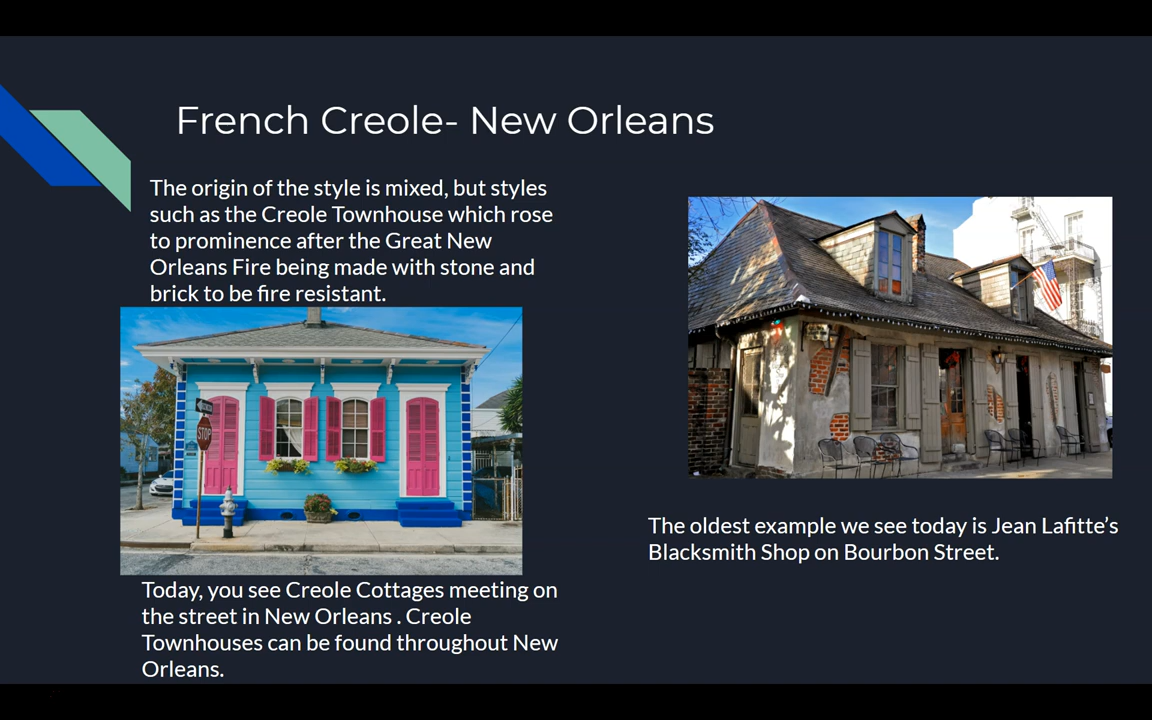 French Creole- New Orleans
The origin of the style is mixed, but styles
such as the Creole Townhouse which rose
to prominence after the Great New
Orleans Fire being made with stone and
brick to be fire resistant.
STOP
Today, you see Creole Cottages meeting on
the street in New Orleans . Creole
Townhouses can be found throughout New
Orleans.
The oldest example we see today is Jean Lafitte’s
Blacksmith Shop on Bourbon Street.